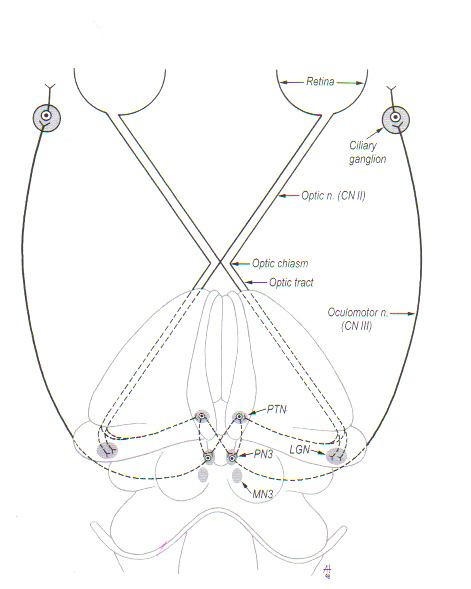 Retina
Ciliary
ganglion
Optic n. (CN II)
Optic chiasm
Optic tract
Oculomotor n.
(CN III)
PTN
LGN
PN3
MN3